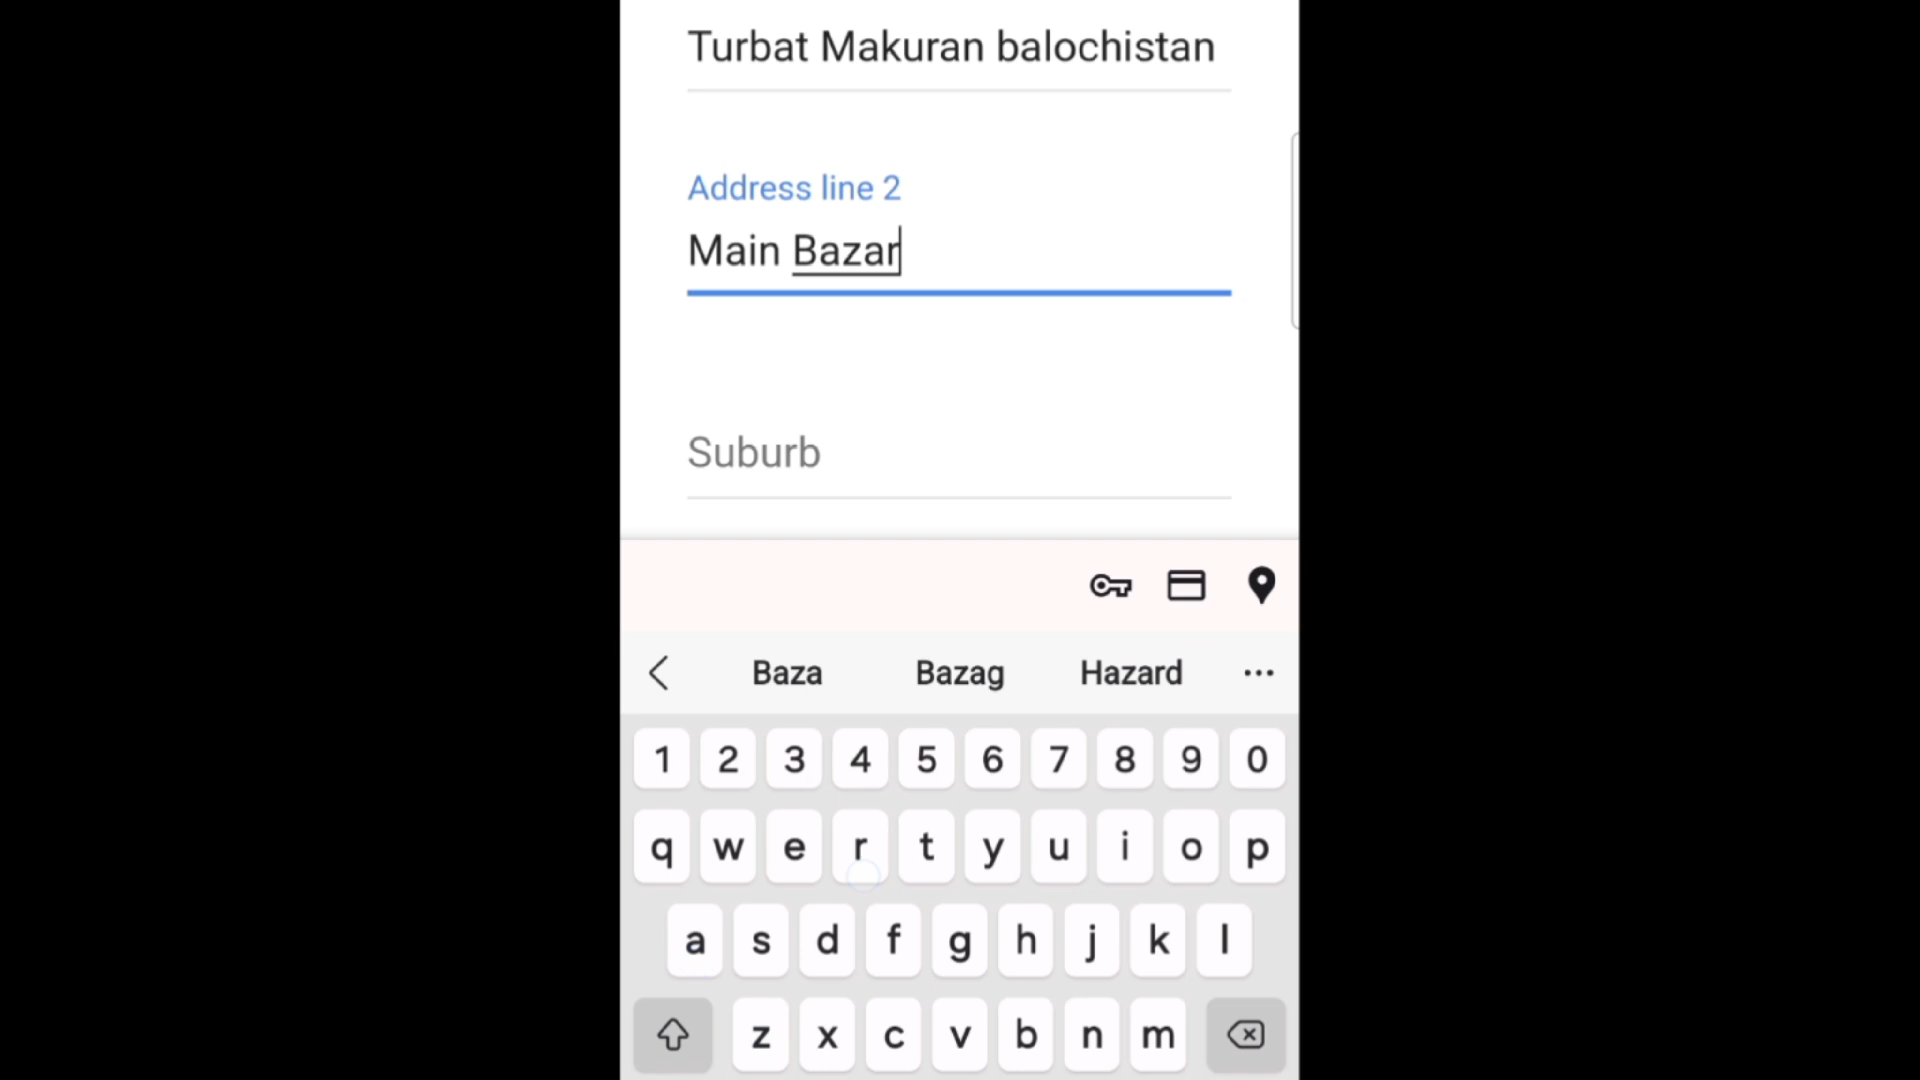 Turbat Makuran balochistan
Address line 2
Main Bazar
Suburb
Baza Bazag Hazard ...
1 2 3 4 5 6 7 8 9 0
q w e r t y u i o p
a s d f g h j k l
z x c v b n m